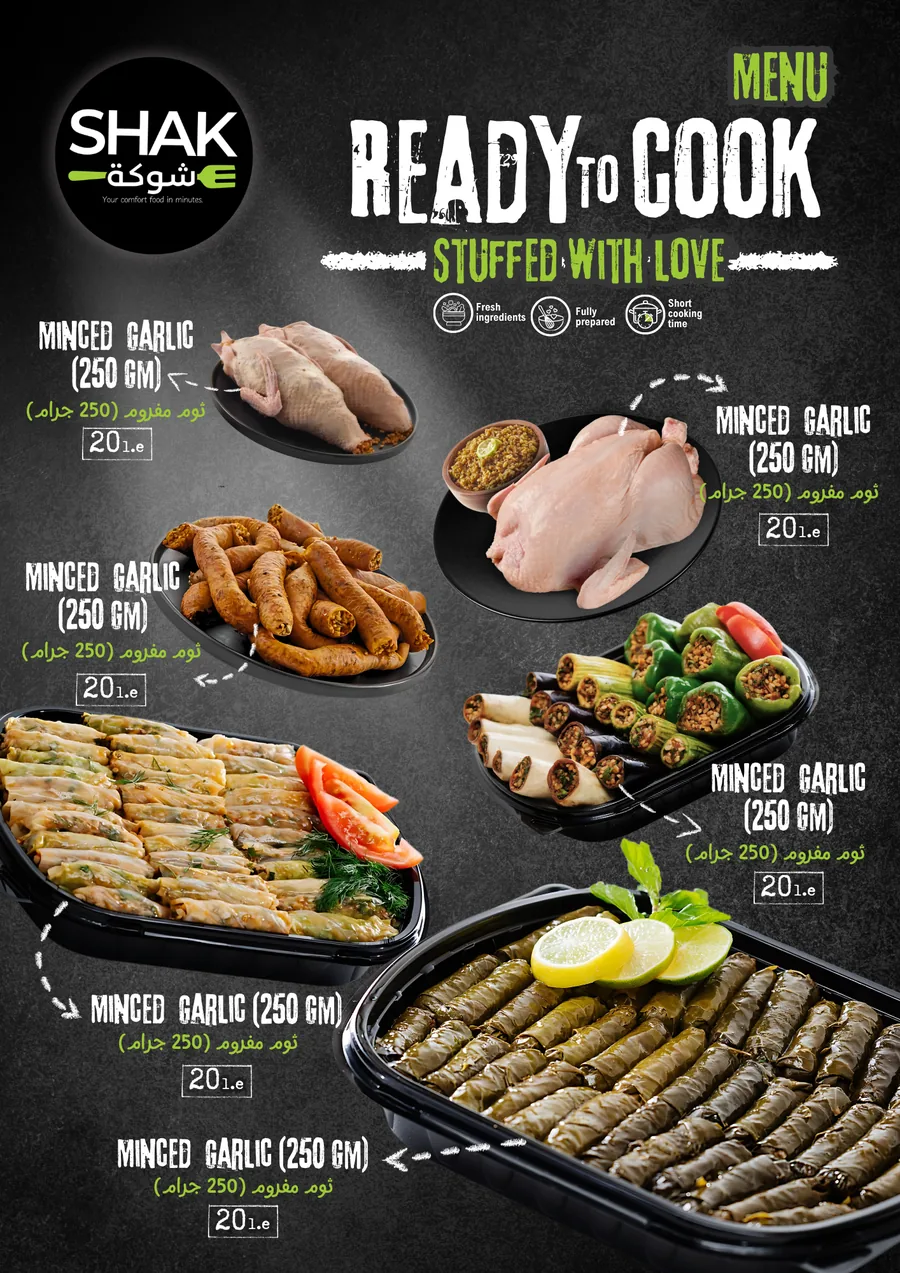 MENU
SHAK
شوكة
Your comfort food in minutes.
READY TO COOK
STUFFED WITH LOVE
Fresh
ingredients
Fully
prepared
Short
cooking
time
MINCED GARLIC
(250 GM)
ثوم مفروم (250 جرام)
20 l.e
MINCED GARLIC
(250 GM)
ثوم مفروم (250 جرام)
20 l.e
MINCED GARLIC
(250 GM)
ثوم مفروم (250 جرام)
20 l.e
MINCED GARLIC
(250 GM)
ثوم مفروم (250 جرام)
20 l.e
MINCED GARLIC (250 GM)
ثوم مفروم (250 جرام)
20 l.e
MINCED GARLIC (250 GM)
ثوم مفروم (250 جرام)
20 l.e